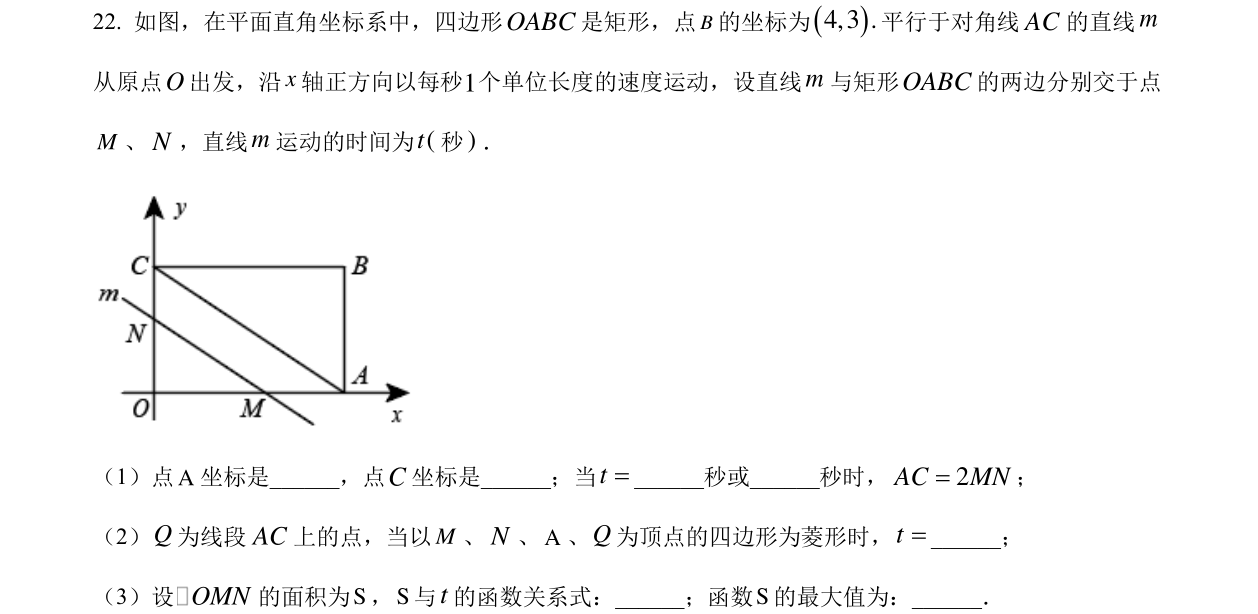 22. 如图，在平面直角坐标系中，四边形OABC是矩形，点B的坐标为(4,3).平行于对角线AC的直线m
从原点O出发，沿x轴正方向以每秒1个单位长度的速度运动，设直线m与矩形OABC的两边分别交于点
M、N，直线m运动的时间为t(秒).
y
C
B
m
N
A
O
M
x
（1）点A坐标是______，点C坐标是______；当t=______秒或______秒时，AC=2MN；
（2）Q为线段AC上的点，当以M、N、A、Q为顶点的四边形为菱形时，t=______；
（3）设□OMN的面积为S，S与t的函数关系式：______；函数S的最大值为：______.